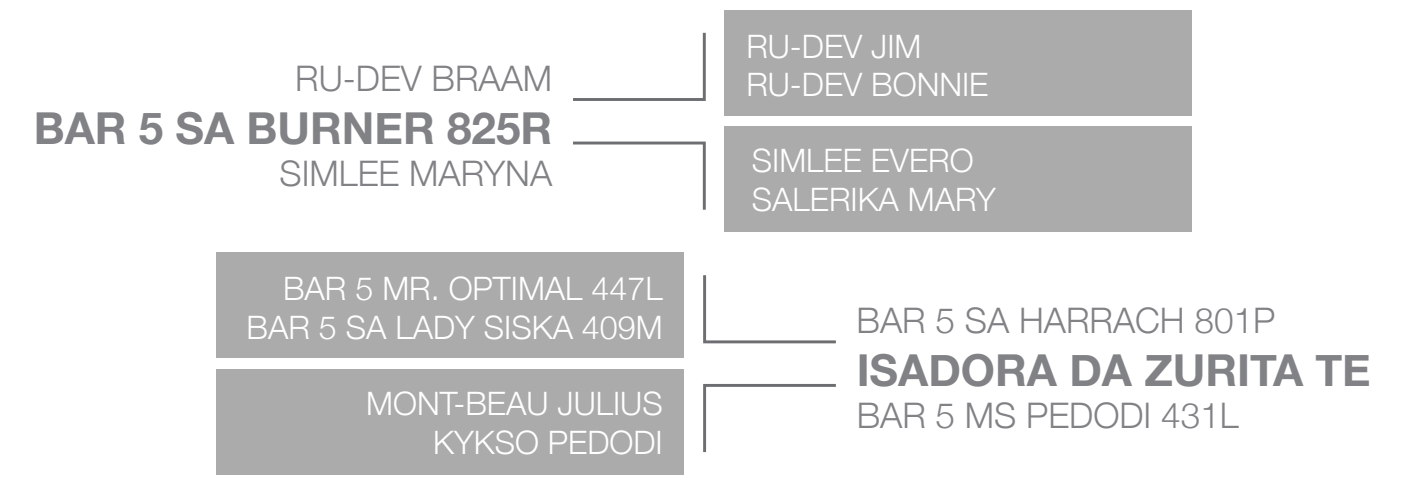 RU-DEV BRAAM
BAR 5 SA BURNER 825R
SIMLEE MARYNA
RU-DEV JIM
RU-DEV BONNIE
SIMLEE EVERO
SALERIKA MARY
BAR 5 MR. OPTIMAL 447L
BAR 5 SA LADY SISKA 409M
MONT-BEAU JULIUS
KYKSO PEDODI
BAR 5 SA HARRACH 801P
ISADORA DA ZURITA TE
BAR 5 MS PEDODI 431L